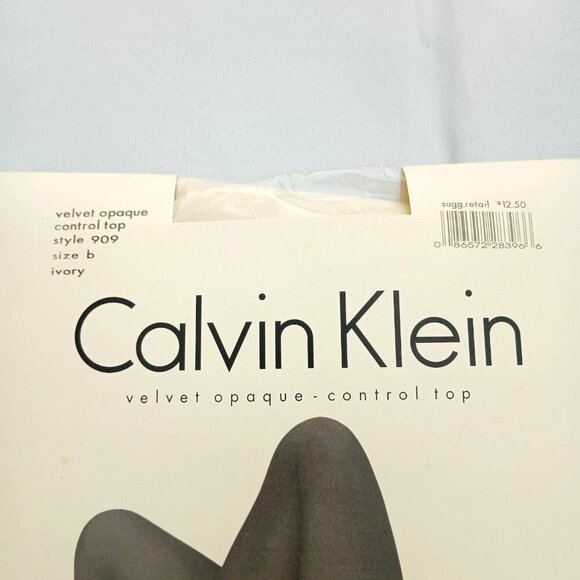 velvet opaque
control top
style 909
size b
ivory
sugg.retail $12.50
0 86572 28396 6
Calvin Klein
velvet opaque - control top